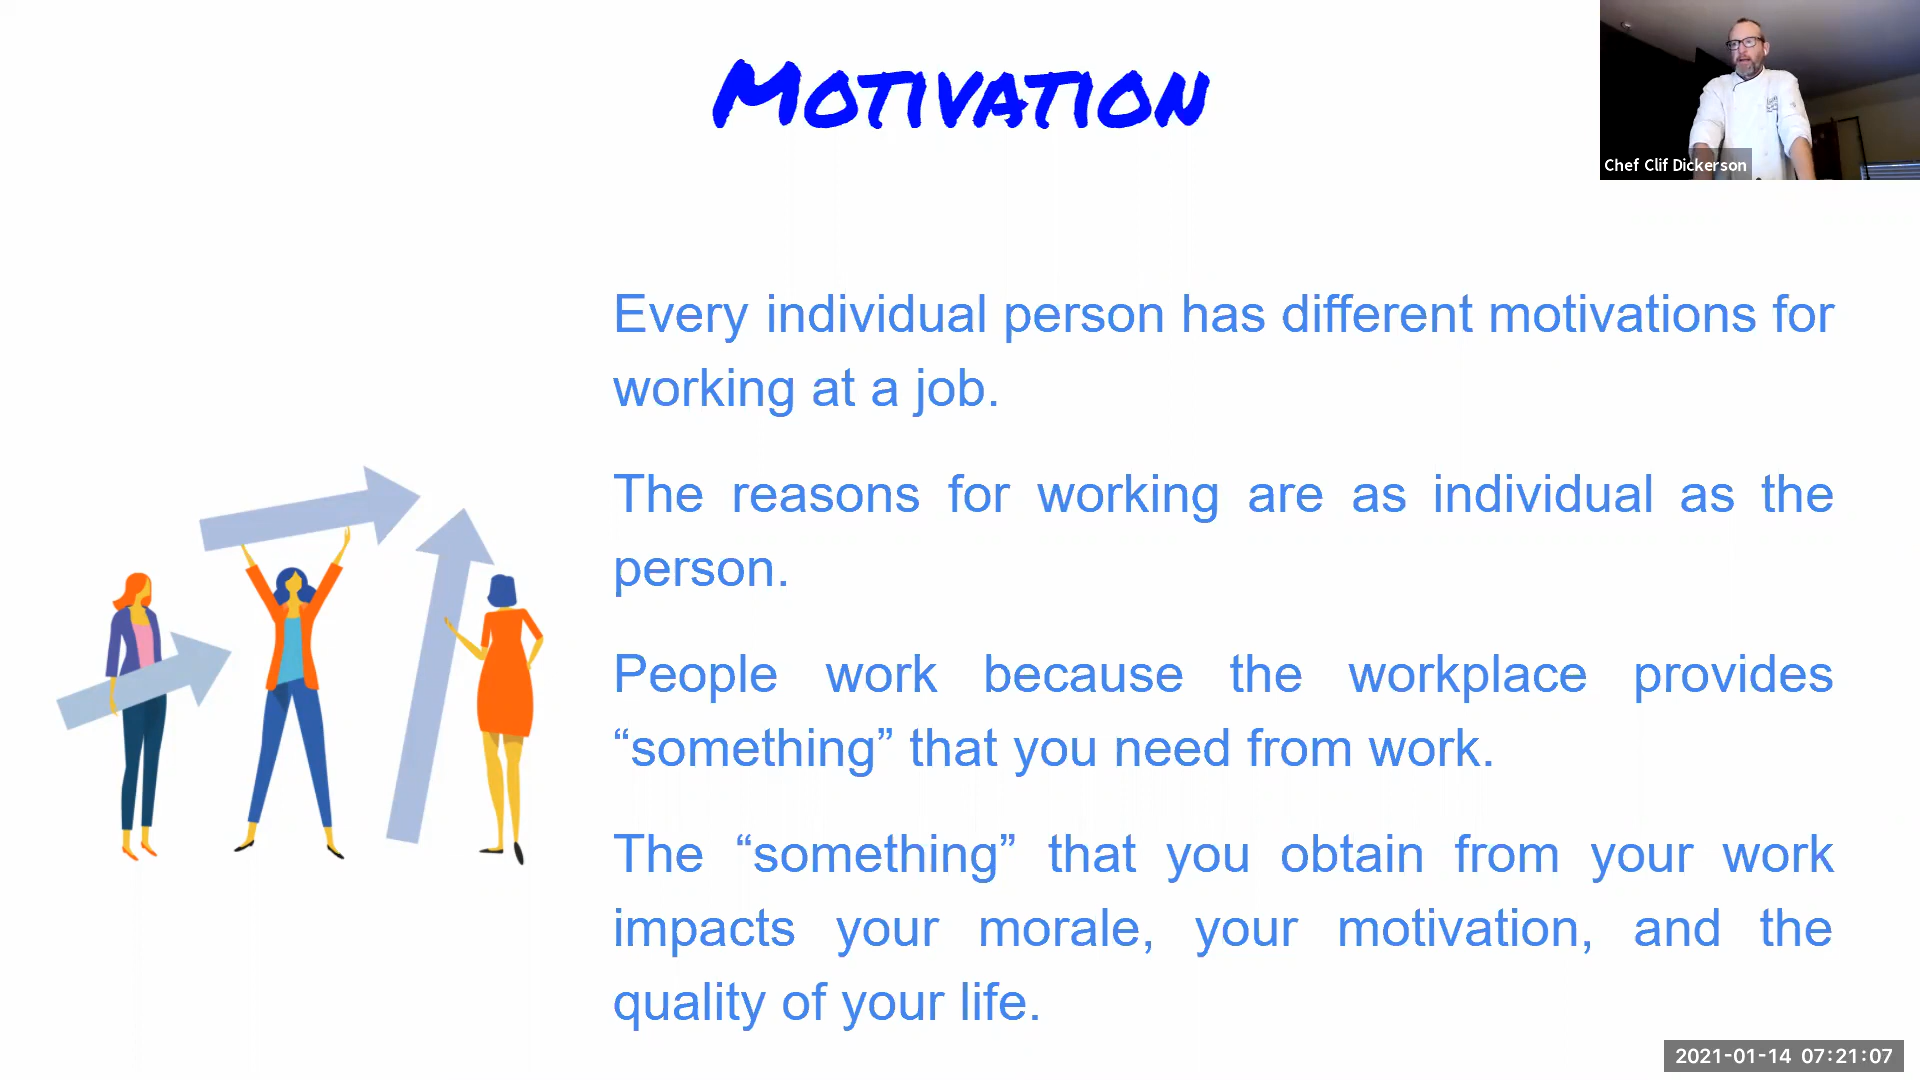 MOTIVATION
Chef Clif Dickerson
Every individual person has different motivations for
working at a job.
The reasons for working are as individual as the
person.
People work because the workplace provides
“something” that you need from work.
The “something” that you obtain from your work
impacts your morale, your motivation, and the
quality of your life.
2021-01-14 07:21:07